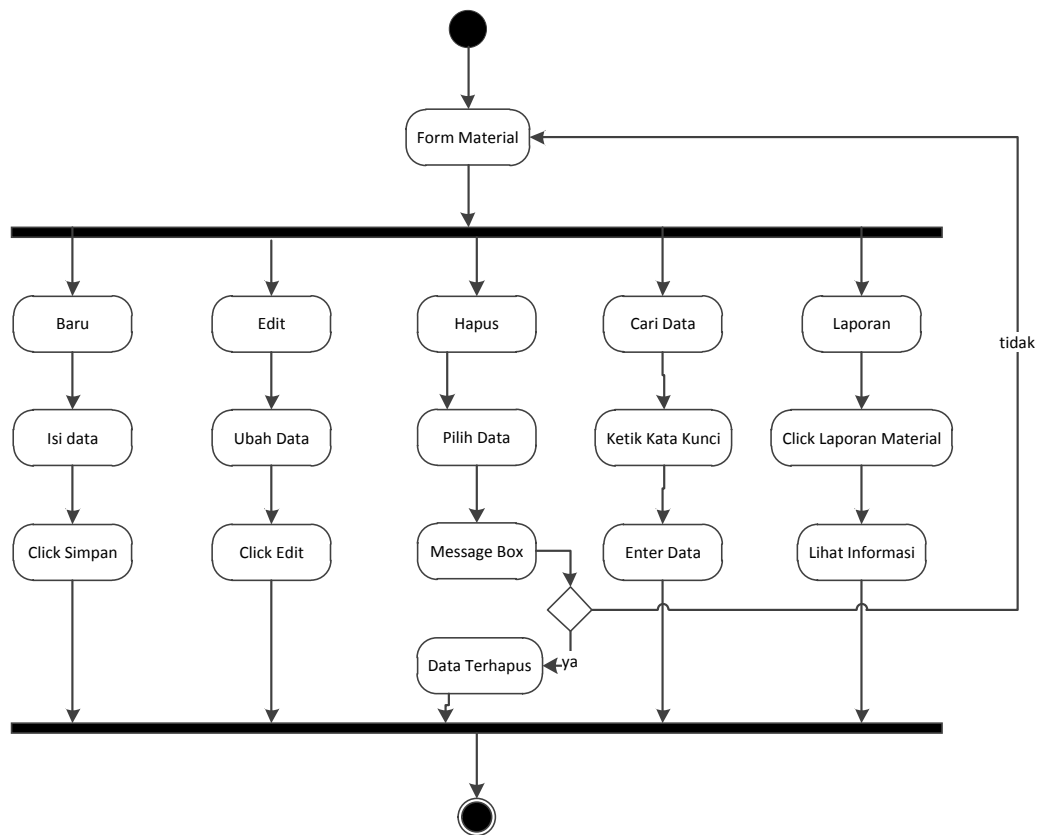 Form Material
Baru
Edit
Hapus
Cari Data
Laporan
tidak
Isi data
Ubah Data
Pilih Data
Ketik Kata Kunci
Click Laporan Material
Click Simpan
Click Edit
Message Box
Enter Data
Lihat Informasi
Data Terhapus
ya